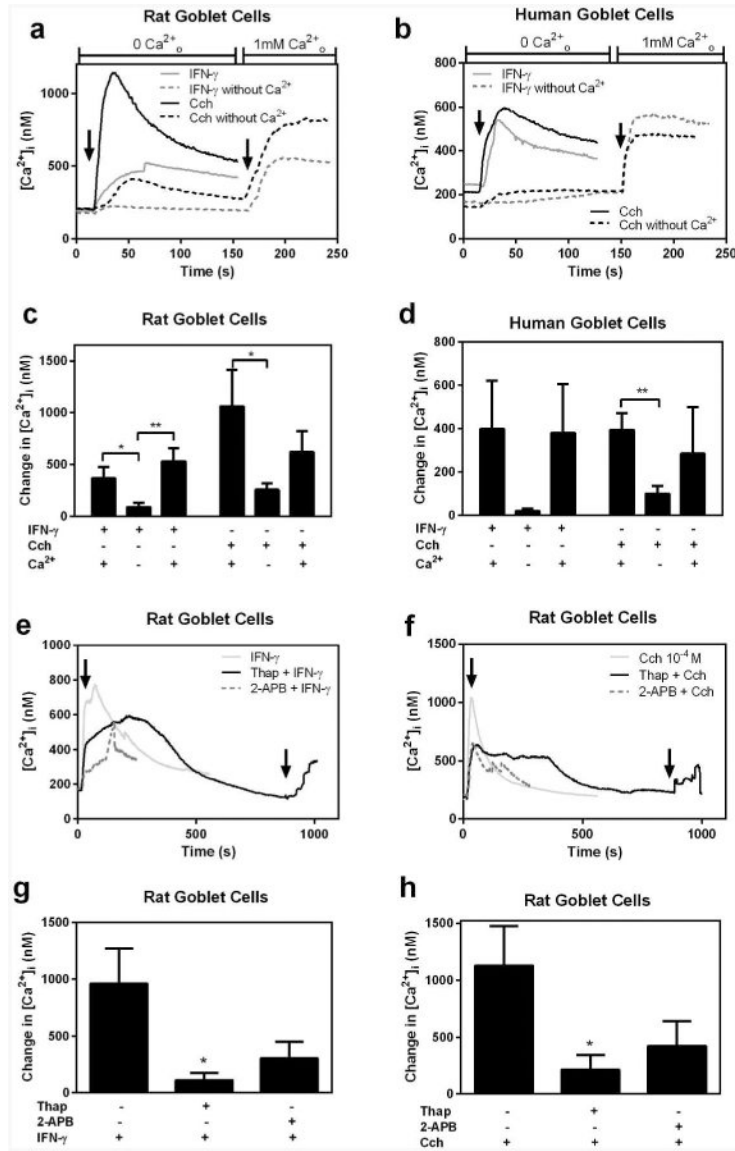 Rat Goblet Cells
a
0 Ca²⁺ₒ
1mM Ca²⁺ₒ
IFN-γ
IFN-γ without Ca²⁺
Cch
Cch without Ca²⁺
[Ca²⁺]ᵢ (nM)
1000
500
0
0 50 100 150 200 250
Time (s)
Human Goblet Cells
b
0 Ca²⁺ₒ
1mM Ca²⁺ₒ
IFN-γ
IFN-γ without Ca²⁺
Cch
Cch without Ca²⁺
[Ca²⁺]ᵢ (nM)
800
600
400
200
0
0 50 100 150 200 250
Time (s)
c
Rat Goblet Cells
Change in [Ca²⁺]ᵢ (nM)
1500
1000
500
0
* ** *
IFN-γ + + + - - -
Cch - - - + + +
Ca²⁺ + - + + - +
d
Human Goblet Cells
Change in [Ca²⁺]ᵢ (nM)
800
600
400
200
0
**
IFN-γ + + + - - -
Cch - - - + + +
Ca²⁺ + - + + - +
e
Rat Goblet Cells
IFN-γ
Thap + IFN-γ
2-APB + IFN-γ
[Ca²⁺]ᵢ (nM)
1000
800
600
400
200
0
0 500 1000
Time (s)
f
Rat Goblet Cells
Cch 10⁻⁴ M
Thap + Cch
2-APB + Cch
[Ca²⁺]ᵢ (nM)
1500
1000
500
0
0 500 1000
Time (s)
g
Rat Goblet Cells
Change in [Ca²⁺]ᵢ (nM)
1500
1000
500
0
*
Thap - + -
2-APB - - +
IFN-γ + + +
h
Rat Goblet Cells
Change in [Ca²⁺]ᵢ (nM)
1500
1000
500
0
*
Thap - + -
2-APB - - +
Cch + + +